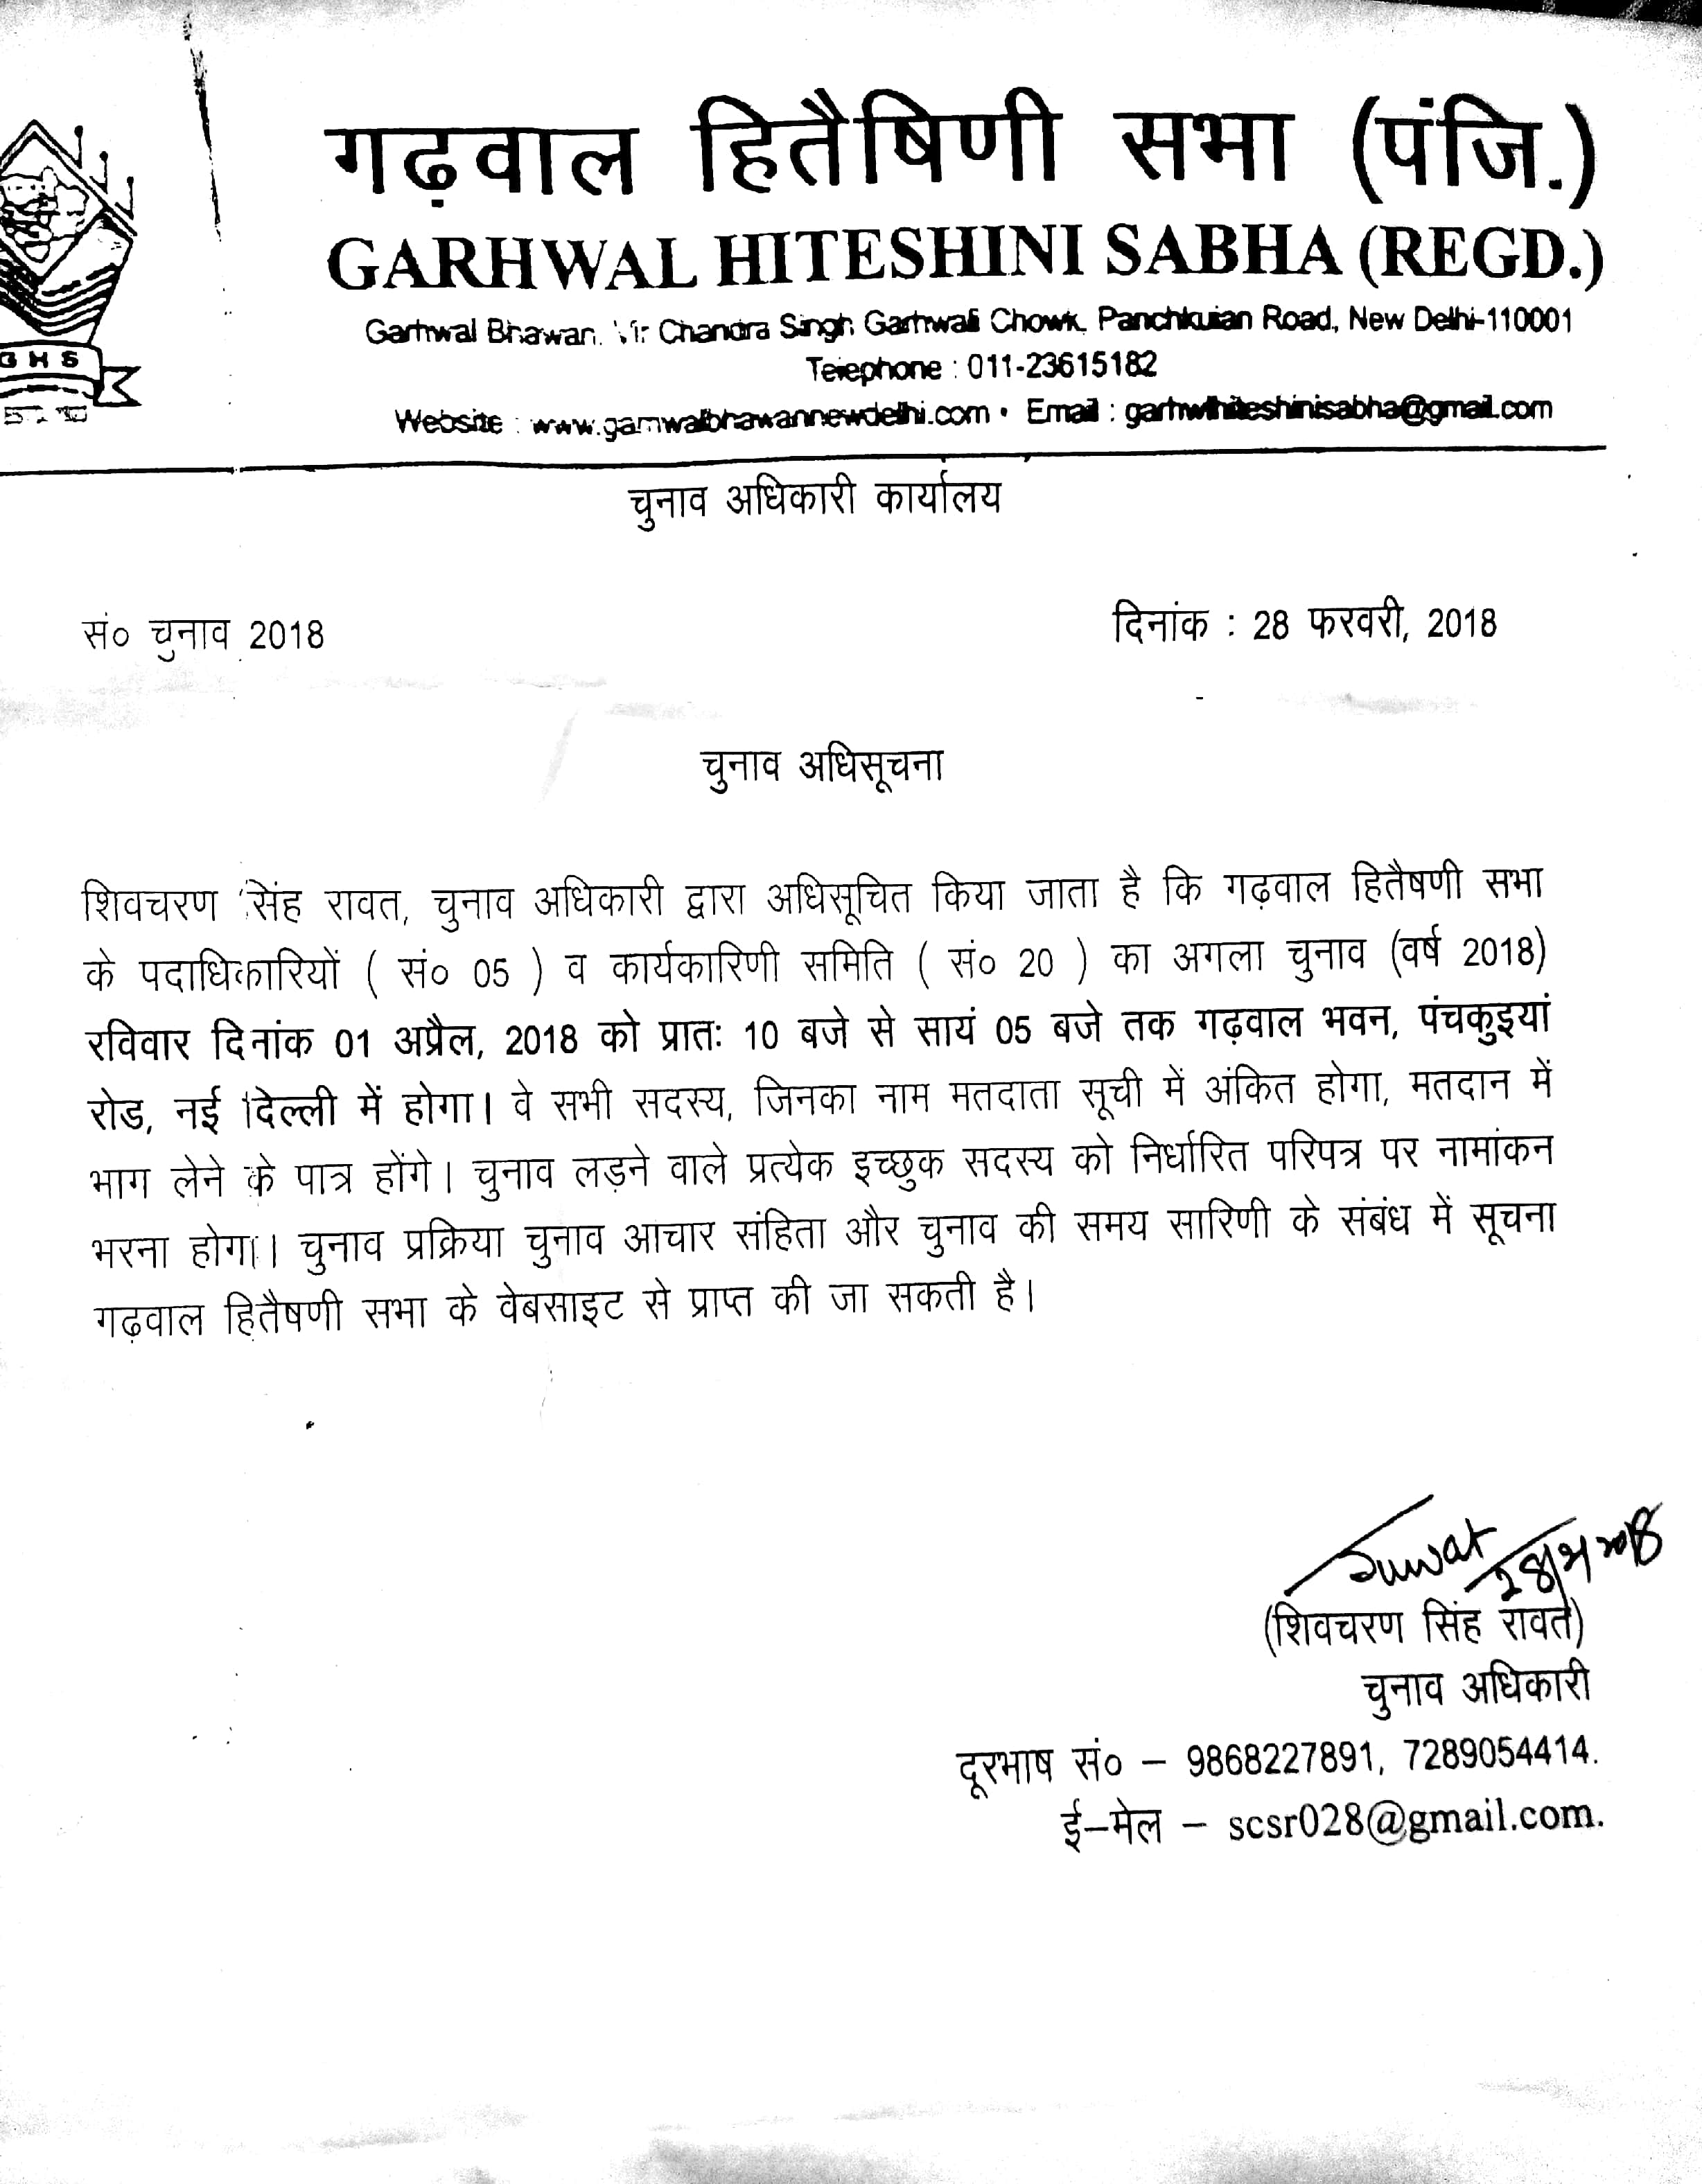 गढ़वाल हितैषिणी सभा (पंजि.)
GARHWAL HITESHINI SABHA (REGD.)
Garhwal Bhawan, Vir Chandra Singh Garhwali Chowk, Panchkuian Road, New Delhi-110001
Telephone : 011-23615182
Website : www.garhwalbhawannewdelhi.com • Email : garhwlhiteshinisabha@gmail.com
GHS
चुनाव अधिकारी कार्यालय
सं० चुनाव 2018
दिनांक : 28 फरवरी, 2018
चुनाव अधिसूचना
शिवचरण सिंह रावत, चुनाव अधिकारी द्वारा अधिसूचित किया जाता है कि गढ़वाल हितैषणी सभा
के पदाधिकारियों ( सं० 05 ) व कार्यकारिणी समिति ( सं० 20 ) का अगला चुनाव (वर्ष 2018)
रविवार दिनांक 01 अप्रैल, 2018 को प्रातः 10 बजे से सायं 05 बजे तक गढ़वाल भवन, पंचकुइयां
रोड, नई दिल्ली में होगा। वे सभी सदस्य, जिनका नाम मतदाता सूची में अंकित होगा, मतदान में
भाग लेने के पात्र होंगे। चुनाव लड़ने वाले प्रत्येक इच्छुक सदस्य को निर्धारित परिपत्र पर नामांकन
भरना होगा। चुनाव प्रक्रिया चुनाव आचार संहिता और चुनाव की समय सारिणी के संबंध में सूचना
गढ़वाल हितैषणी सभा के वेबसाइट से प्राप्त की जा सकती है।
(शिवचरण सिंह रावत)
चुनाव अधिकारी
दूरभाष सं० – 9868227891, 7289054414.
ई–मेल – scsr028@gmail.com.